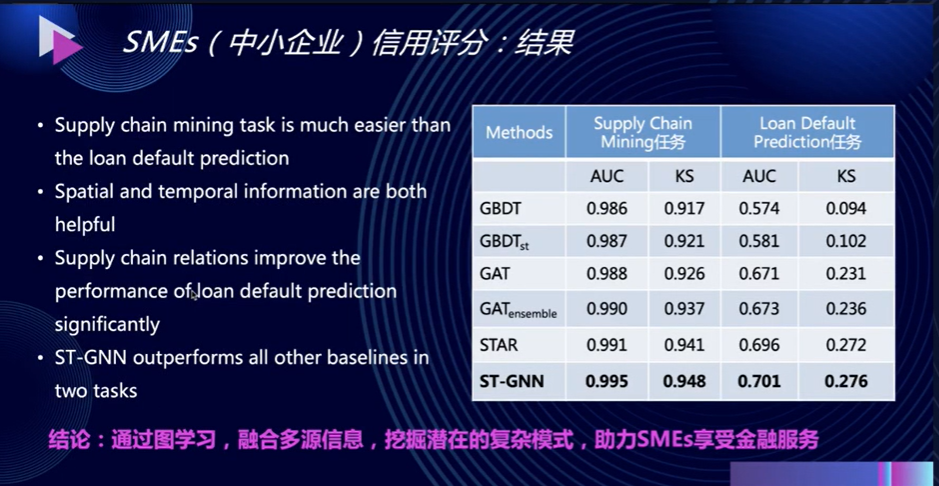 SMEs（中小企业）信用评分：结果
• Supply chain mining task is much easier than
the loan default prediction
• Spatial and temporal information are both
helpful
• Supply chain relations improve the
performance of loan default prediction
significantly
• ST-GNN outperforms all other baselines in
two tasks
Methods
Supply Chain
Mining任务
Loan Default
Prediction任务
AUC KS AUC KS
GBDT 0.986 0.917 0.574 0.094
GBDTst 0.987 0.921 0.581 0.102
GAT 0.988 0.926 0.671 0.231
GATensemble 0.990 0.937 0.673 0.236
STAR 0.991 0.941 0.696 0.272
ST-GNN 0.995 0.948 0.701 0.276
结论：通过图学习，融合多源信息，挖掘潜在的复杂模式，助力SMEs享受金融服务